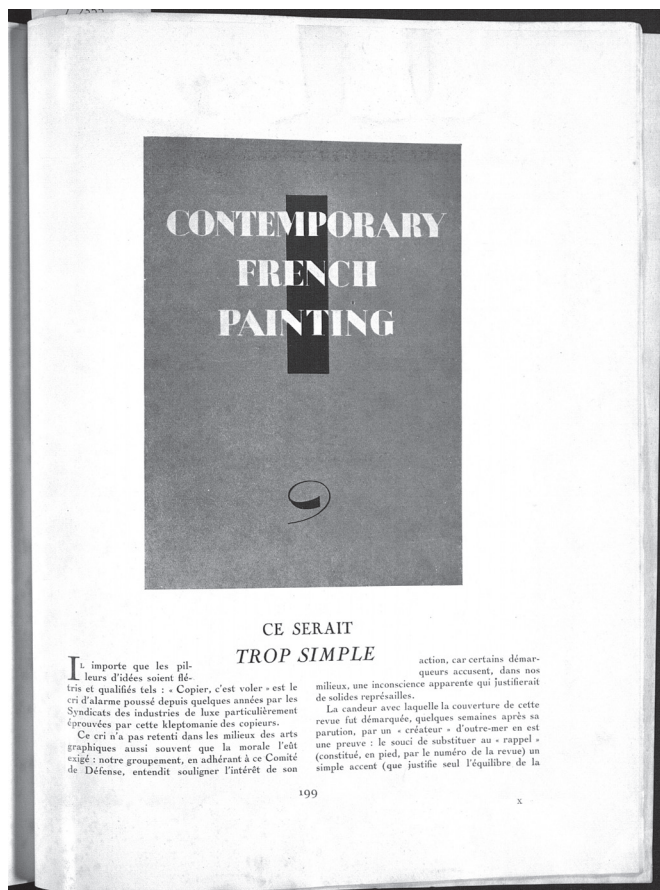 CONTEMPORARY
FRENCH
PAINTING
CE SERAIT
TROP SIMPLE
IL importe que les pil-
leurs d'idées soient flé-
tris et qualifiés tels : « Copier, c'est voler » est le
cri d'alarme poussé depuis quelques années par les
Syndicats des industries de luxe particulièrement
éprouvées par cette kleptomanie des copieurs.
Ce cri n'a pas retenti dans les milieux des arts
graphiques aussi souvent que la morale l'eût
exigé : notre groupement, en adhérant à ce Comité
de Défense, entendit souligner l'intérêt de son
action, car certains démar-
queurs accusent, dans nos
milieux, une inconscience apparente qui justifierait
de solides représailles.
La candeur avec laquelle la couverture de cette
revue fut démarquée, quelques semaines après sa
parution, par un « créateur » d'outre-mer en est
une preuve : le souci de substituer au « rappel »
(constitué, en pied, par le numéro de la revue) un
simple accent (que justifie seul l'équilibre de la
199
x